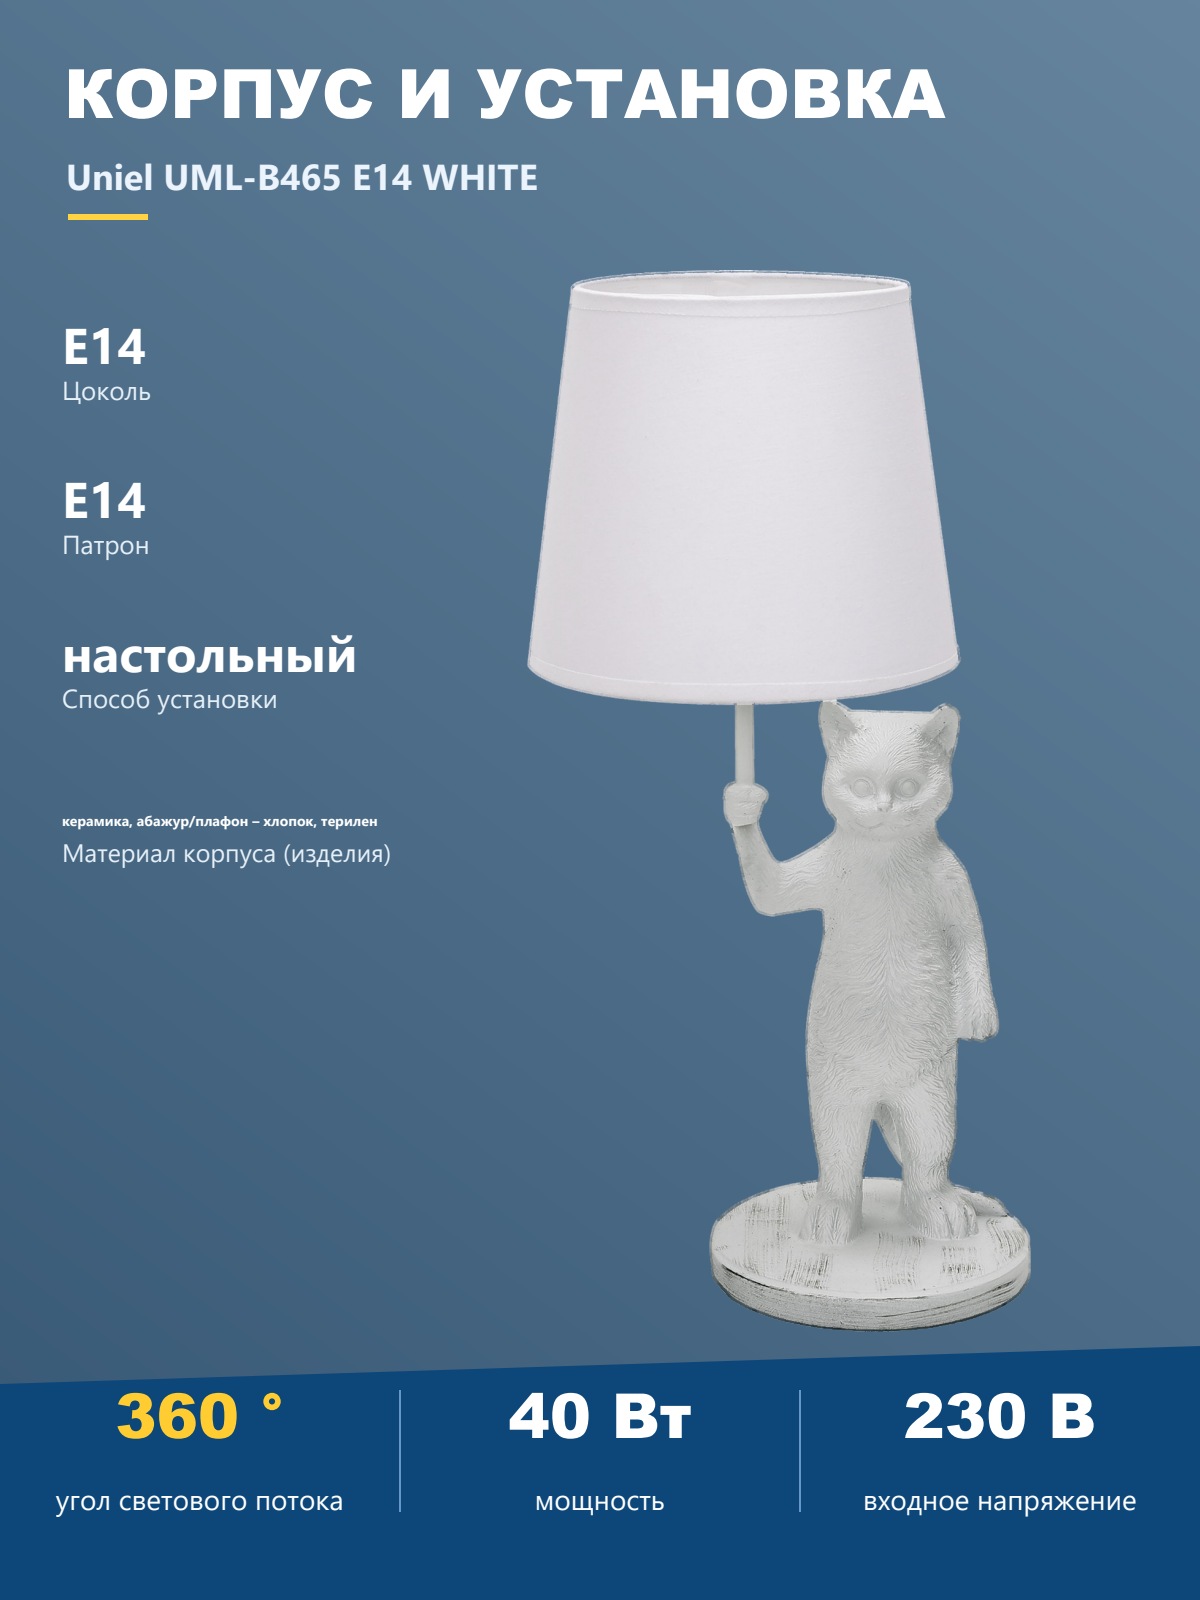 КОРПУС И УСТАНОВКА
Uniel UML-B465 E14 WHITE
E14
Цоколь
E14
Патрон
настольный
Способ установки
керамика, абажур/плафон – хлопок, терилен
Материал корпуса (изделия)
360 °
угол светового потока
40 Вт
мощность
230 В
входное напряжение